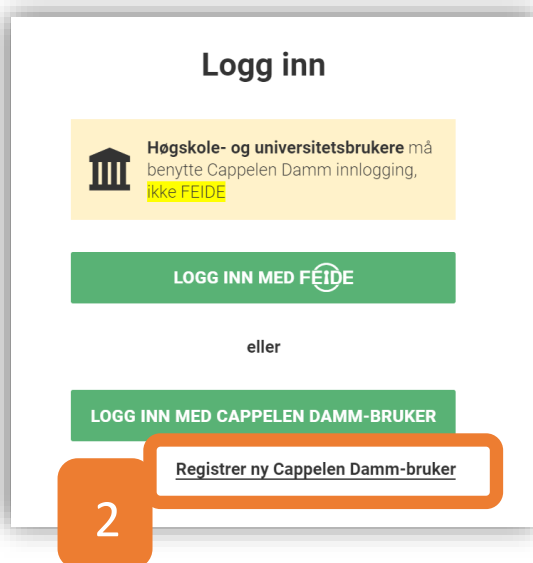 Logg inn
Høgskole- og universitetsbrukere må
benytte Cappelen Damm innlogging,
ikke FEIDE
LOGG INN MED FEIDE
eller
LOGG INN MED CAPPELEN DAMM-BRUKER
Registrer ny Cappelen Damm-bruker
2